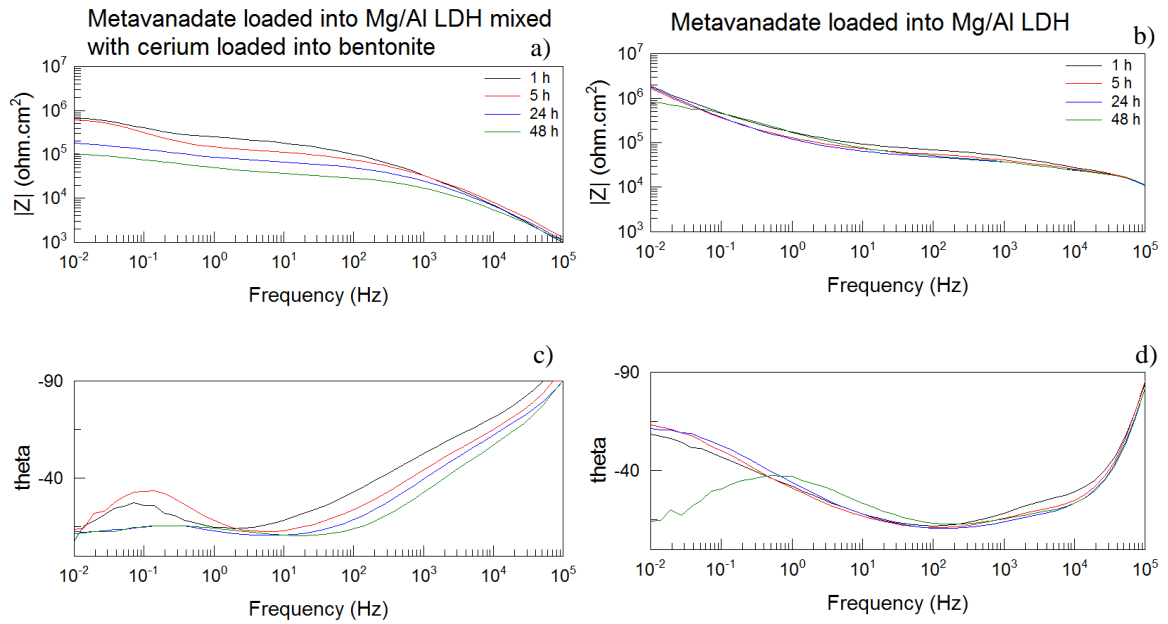 Metavanadate loaded into Mg/Al LDH mixed
with cerium loaded into bentonite
a)
10^7
10^6
10^5
10^4
10^3
|Z| (ohm.cm²)
1 h
5 h
24 h
48 h
10^-2
10^-1
10^0
10^1
10^2
10^3
10^4
10^5
Frequency (Hz)
Metavanadate loaded into Mg/Al LDH
b)
10^7
10^6
10^5
10^4
10^3
|Z| (ohm.cm²)
1 h
5 h
24 h
48 h
10^-2
10^-1
10^0
10^1
10^2
10^3
10^4
10^5
Frequency (Hz)
c)
-90
-40
theta
10^-2
10^-1
10^0
10^1
10^2
10^3
10^4
10^5
Frequency (Hz)
d)
-90
-40
theta
10^-2
10^-1
10^0
10^1
10^2
10^3
10^4
10^5
Frequency (Hz)